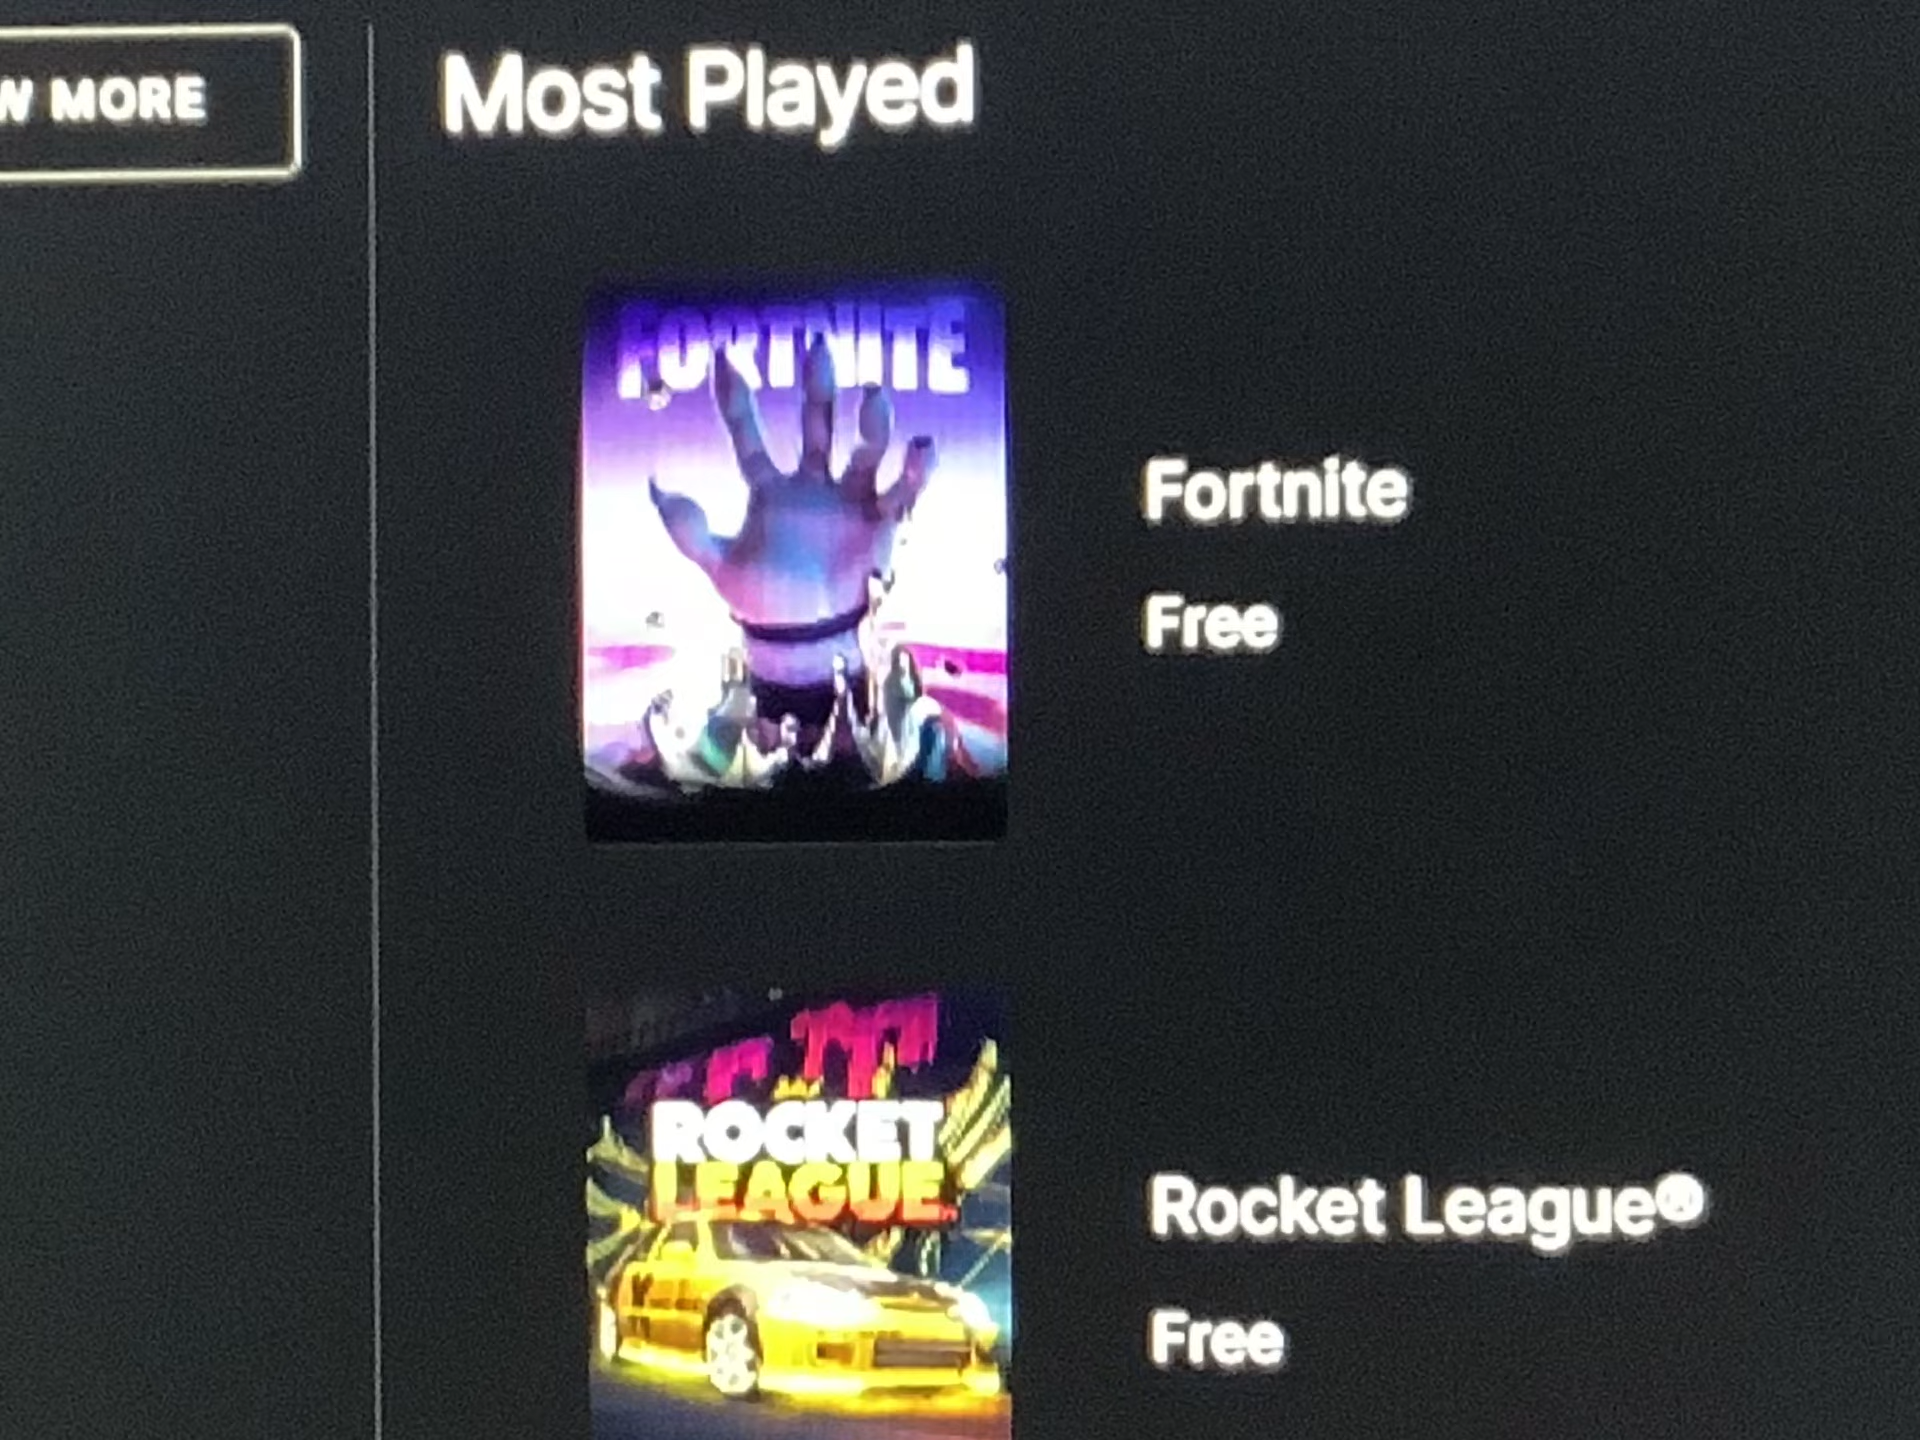 W MORE
Most Played
FORTNITE
Fortnite
Free
ROCKET
LEAGUE
Rocket League®
Free